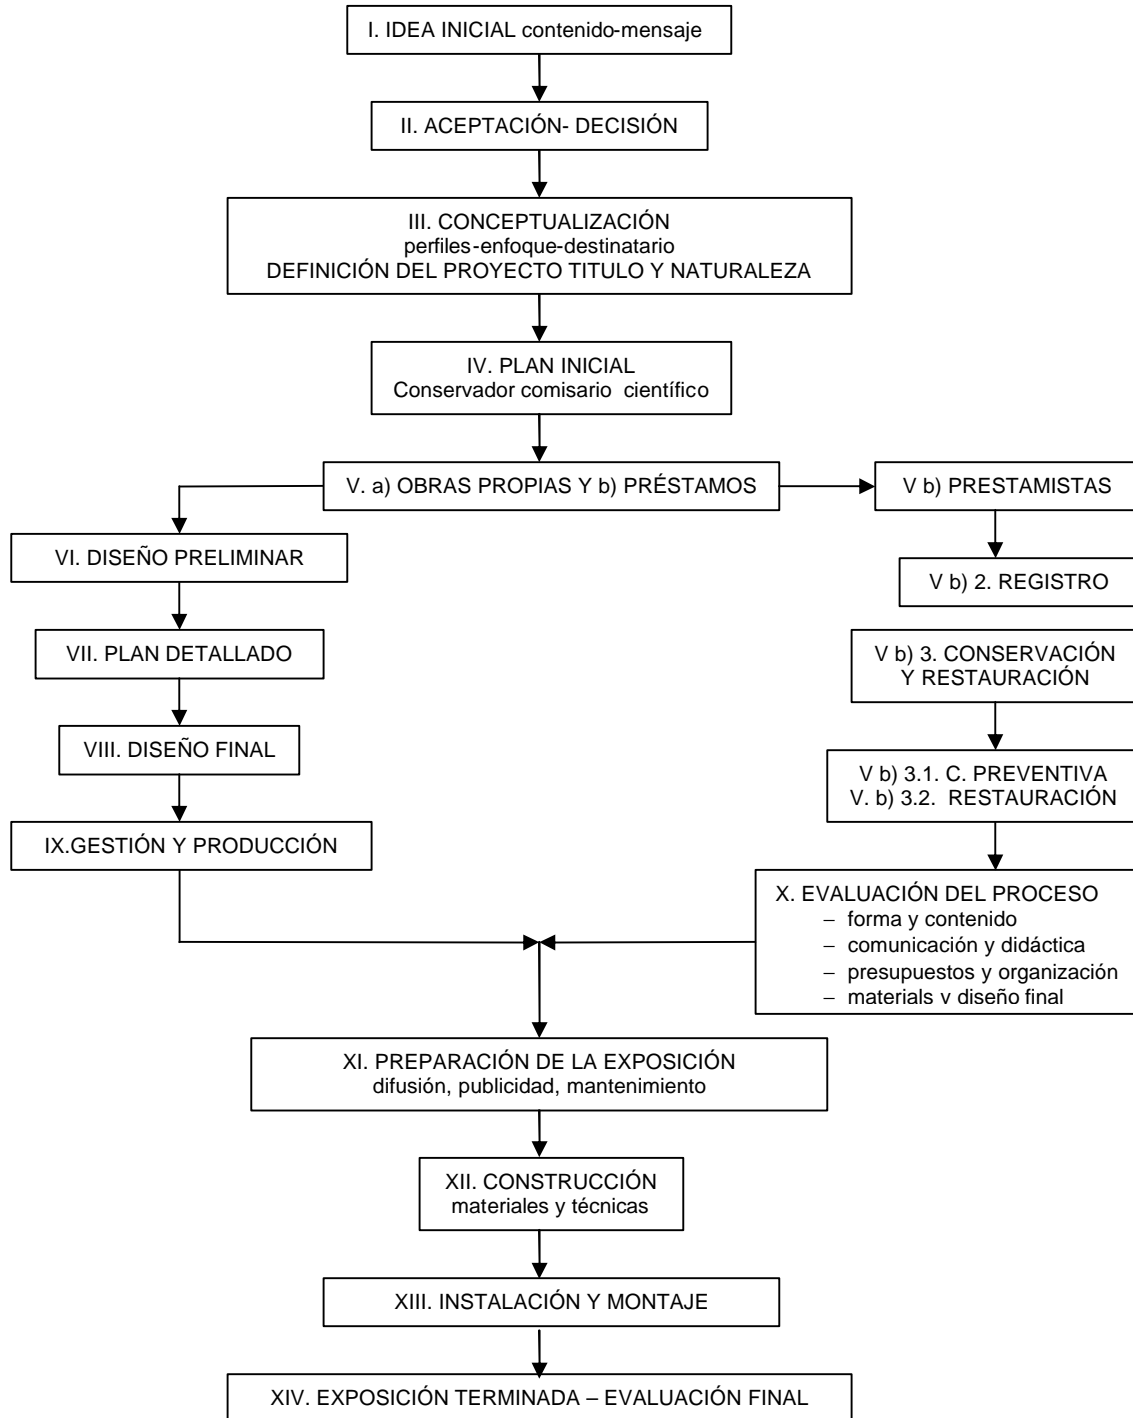 I. IDEA INICIAL contenido-mensaje
II. ACEPTACIÓN- DECISIÓN
III. CONCEPTUALIZACIÓN
perfiles-enfoque-destinatario
DEFINICIÓN DEL PROYECTO TITULO Y NATURALEZA
IV. PLAN INICIAL
Conservador comisario científico
V. a) OBRAS PROPIAS Y b) PRÉSTAMOS
V b) PRESTAMISTAS
VI. DISEÑO PRELIMINAR
V b) 2. REGISTRO
VII. PLAN DETALLADO
V b) 3. CONSERVACIÓN
Y RESTAURACIÓN
VIII. DISEÑO FINAL
V b) 3.1. C. PREVENTIVA
V. b) 3.2. RESTAURACIÓN
IX.GESTIÓN Y PRODUCCIÓN
X. EVALUACIÓN DEL PROCESO
– forma y contenido
– comunicación y didáctica
– presupuestos y organización
– materials y diseño final
XI. PREPARACIÓN DE LA EXPOSICIÓN
difusión, publicidad, mantenimiento
XII. CONSTRUCCIÓN
materiales y técnicas
XIII. INSTALACIÓN Y MONTAJE
XIV. EXPOSICIÓN TERMINADA – EVALUACIÓN FINAL